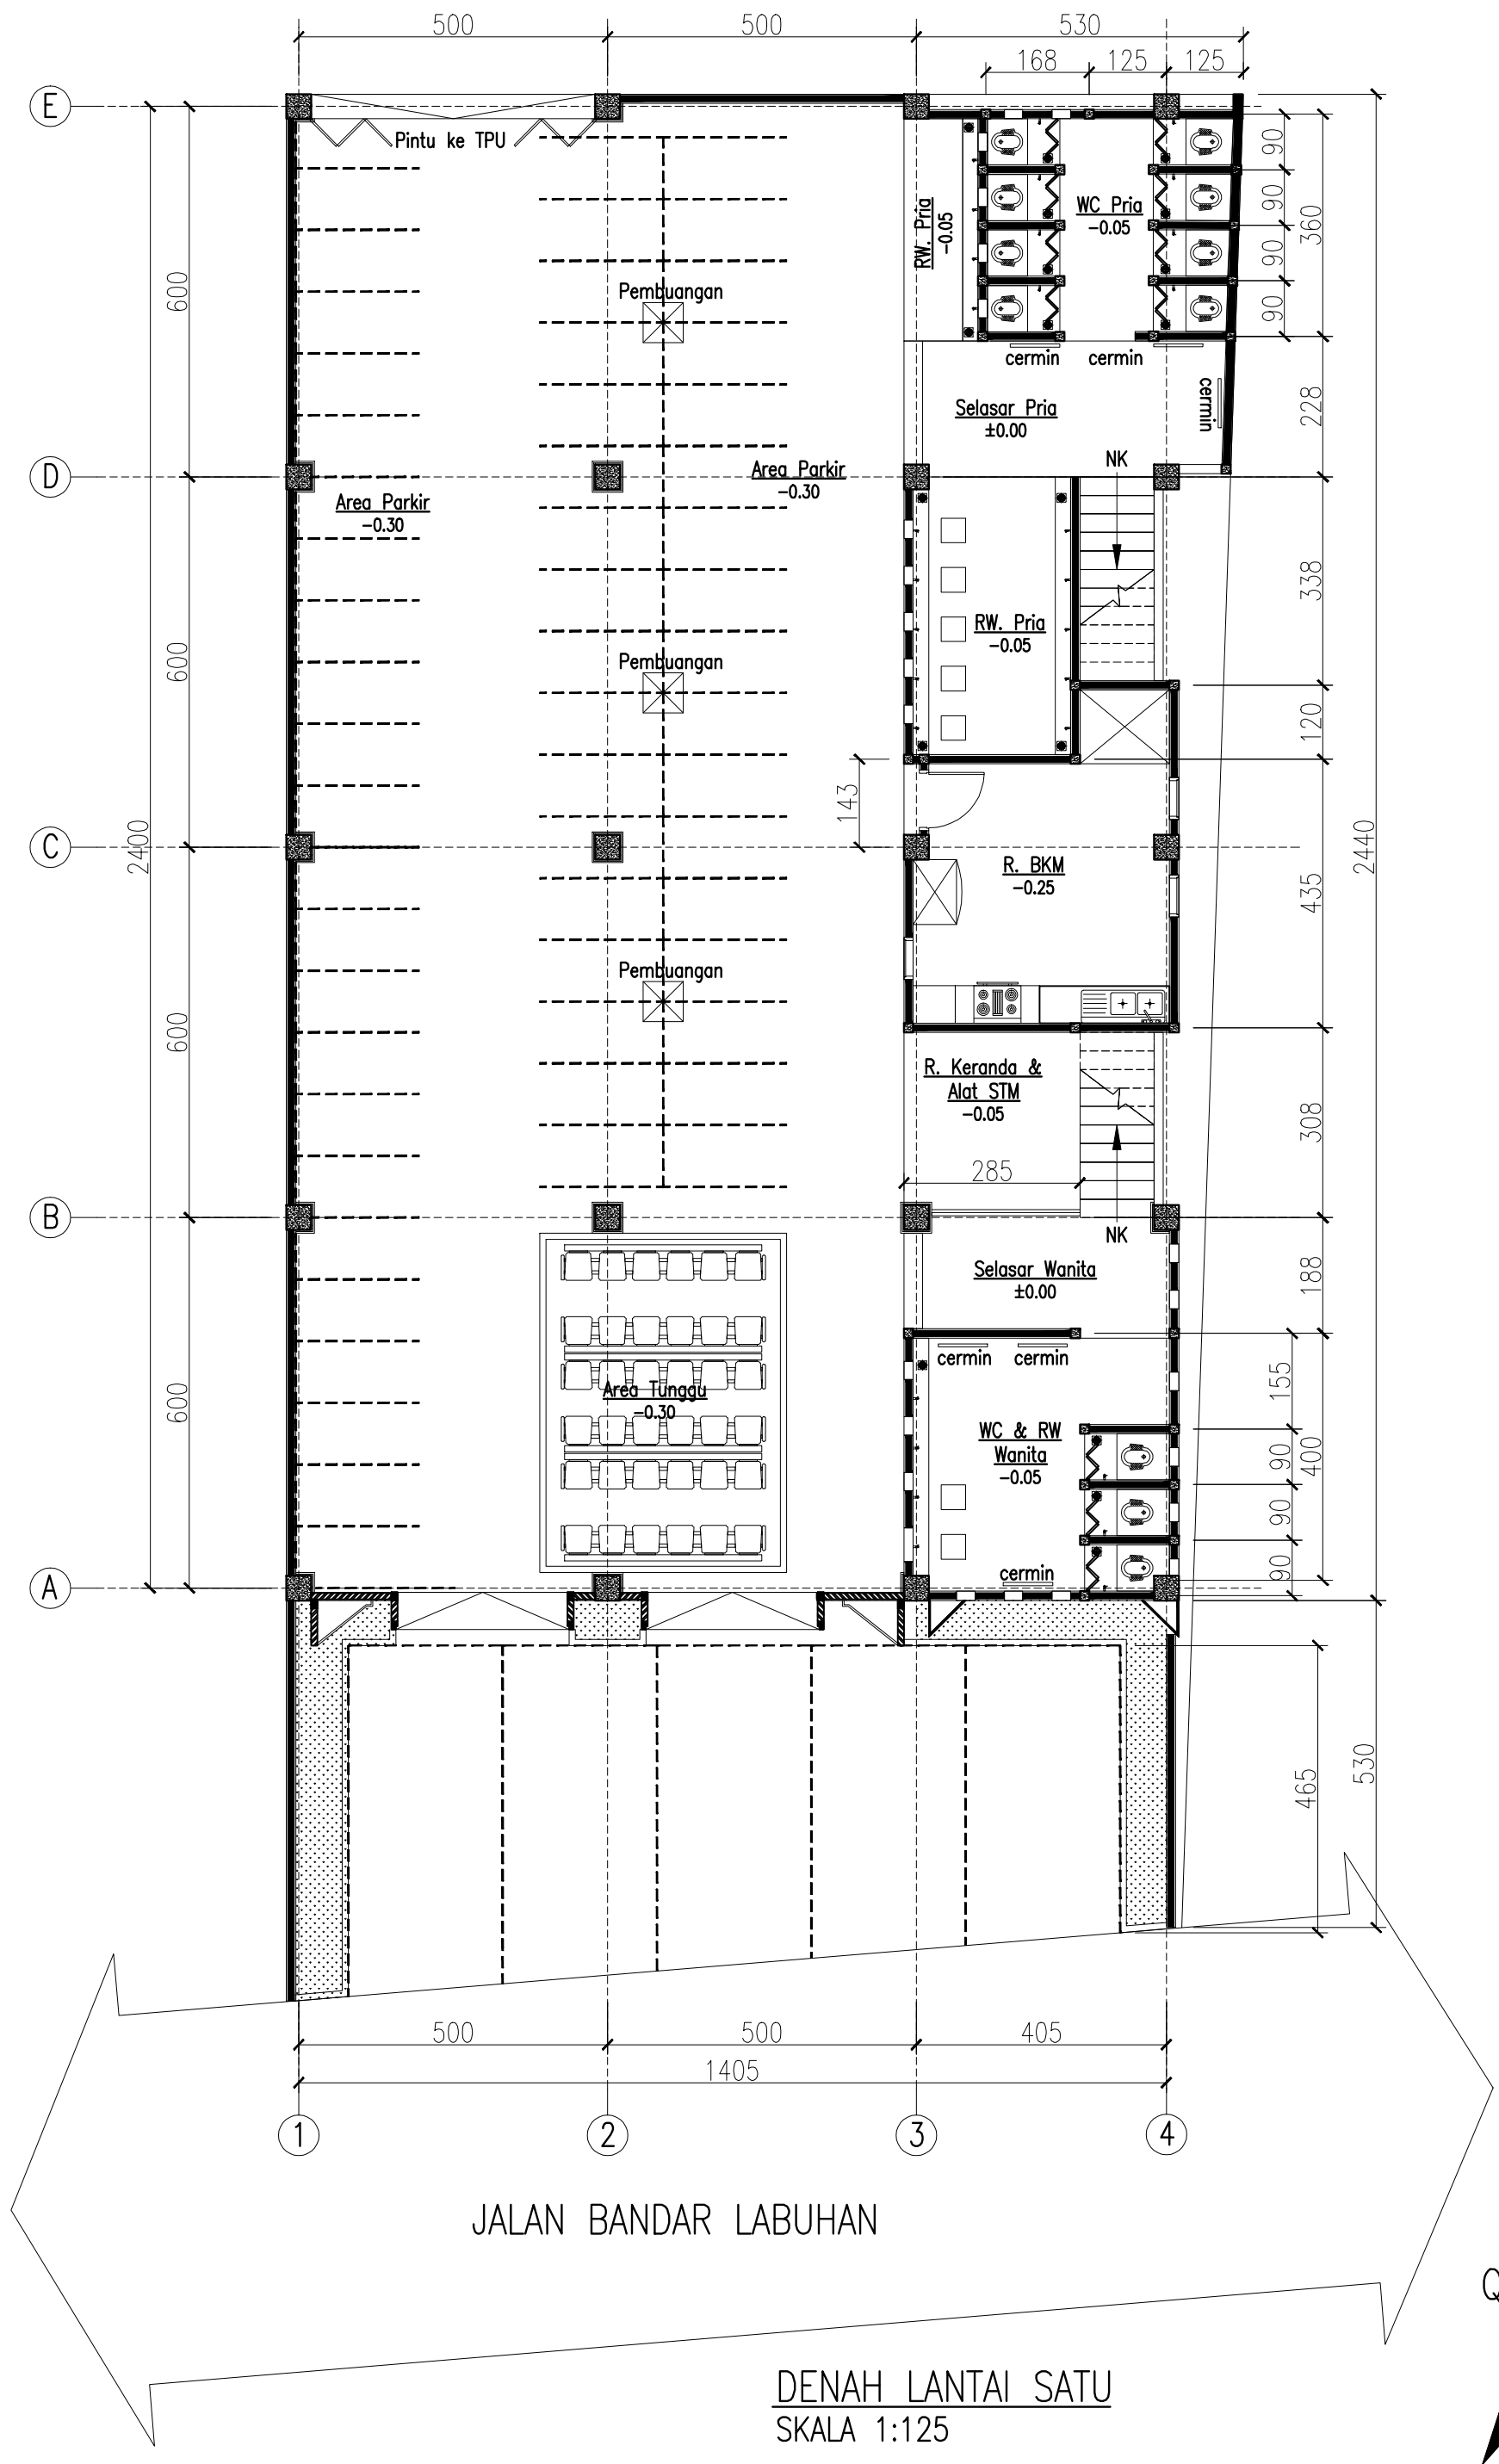 500
500
530
168
125
125
E
Pintu ke TPU
90
90
90
90
360
RW. Pria
-0.05
WC Pria
-0.05
600
Pembuangan
cermin
cermin
cermin
Selasar Pria
±0.00
228
D
Area Parkir
-0.30
Area Parkir
-0.30
NK
338
RW. Pria
-0.05
600
Pembuangan
120
143
2400
C
2440
R. BKM
-0.25
435
Pembuangan
600
R. Keranda &
Alat STM
-0.05
308
285
B
NK
Selasar Wanita
±0.00
188
cermin
cermin
155
600
Area Tunggu
-0.30
WC & RW
Wanita
-0.05
90
90
90
400
cermin
A
465
530
500
500
405
1405
1
2
3
4
JALAN BANDAR LABUHAN
Q
DENAH LANTAI SATU
SKALA 1:125